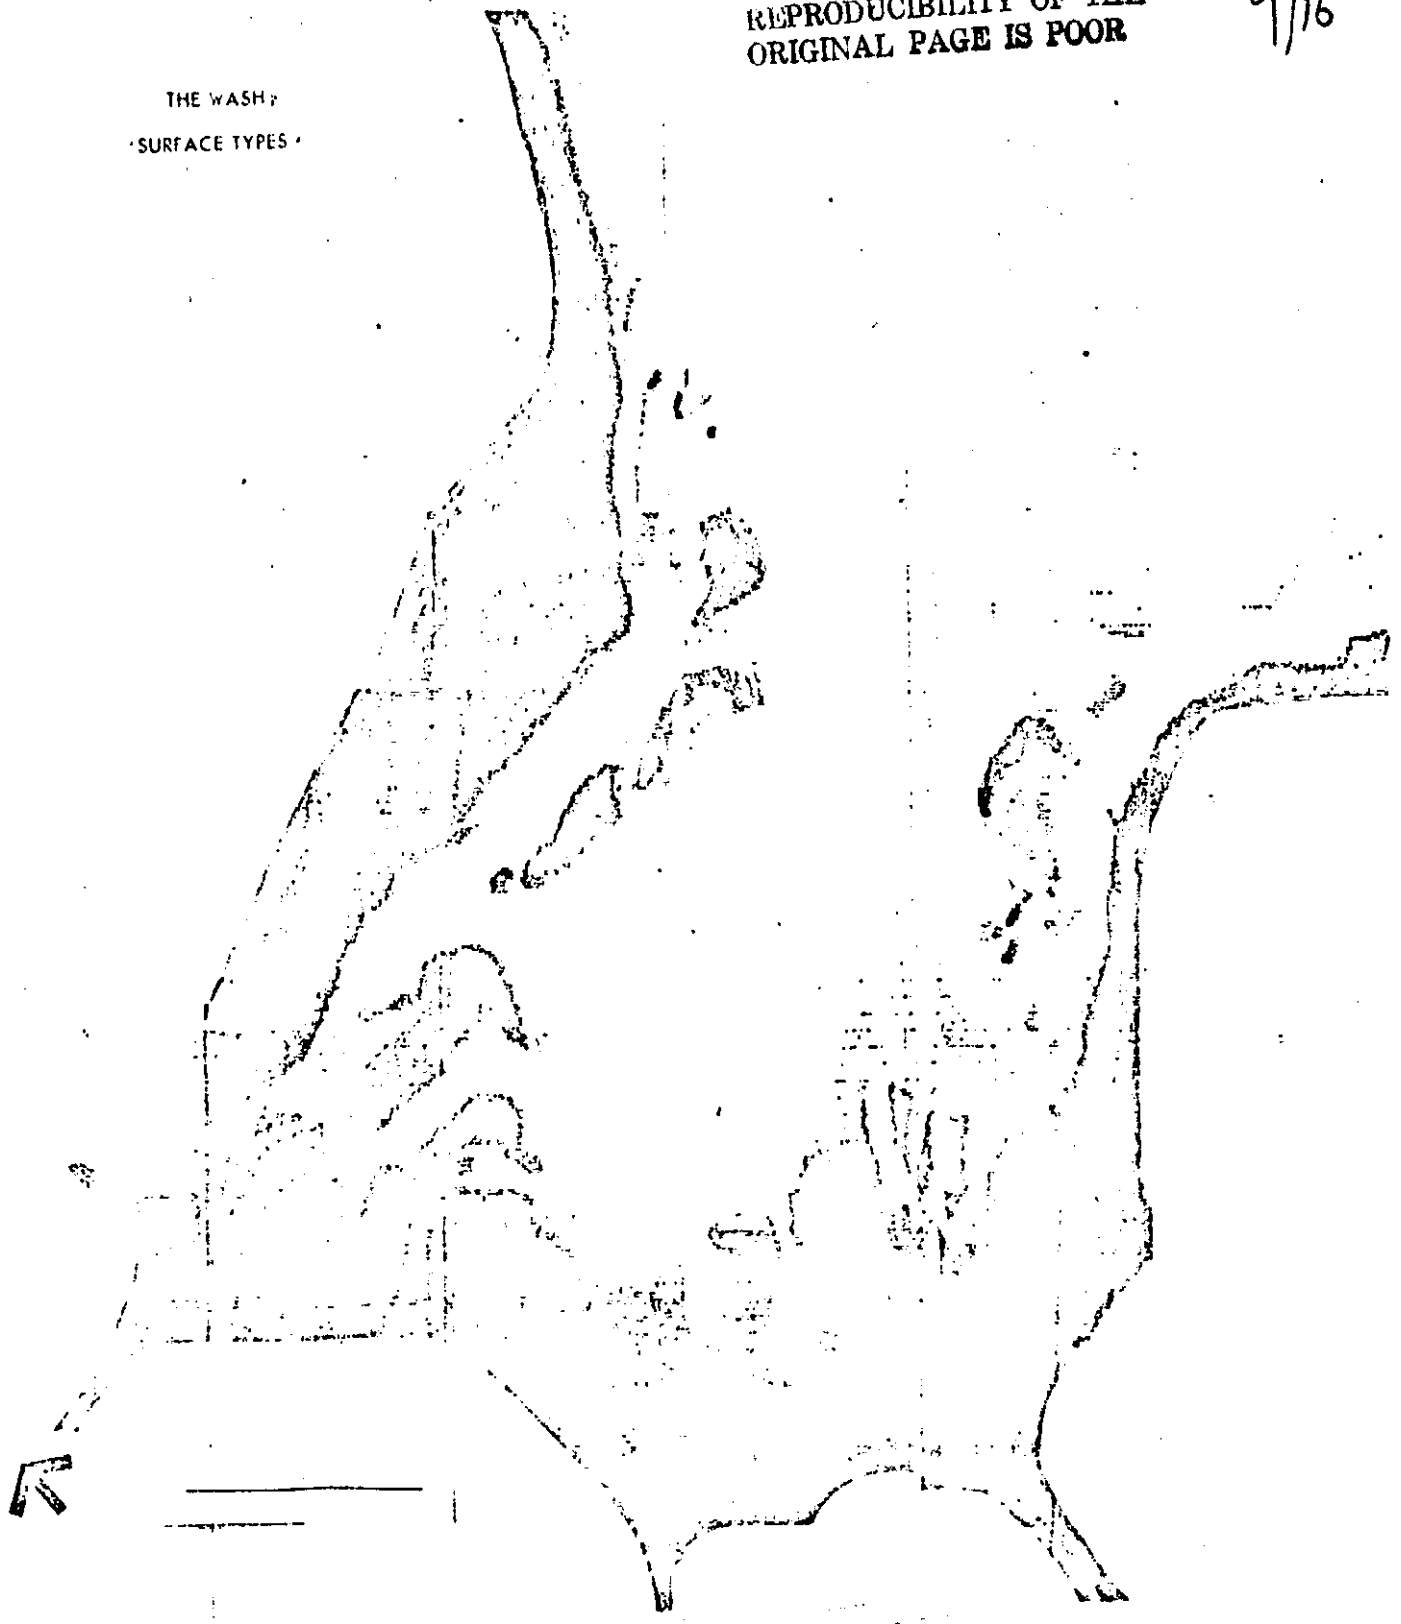 REPRODUCIBILITY OF THE
ORIGINAL PAGE IS POOR
THE WASH:
SURFACE TYPES